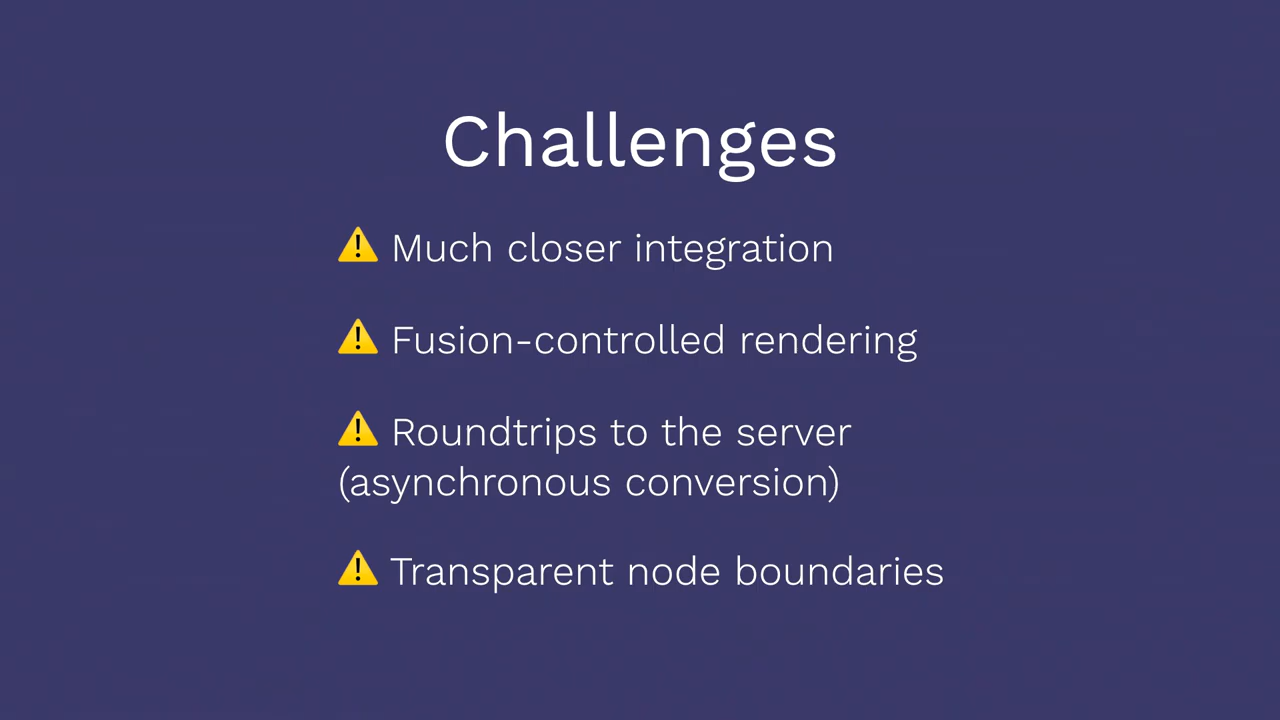 Challenges
⚠️ Much closer integration
⚠️ Fusion-controlled rendering
⚠️ Roundtrips to the server
(asynchronous conversion)
⚠️ Transparent node boundaries